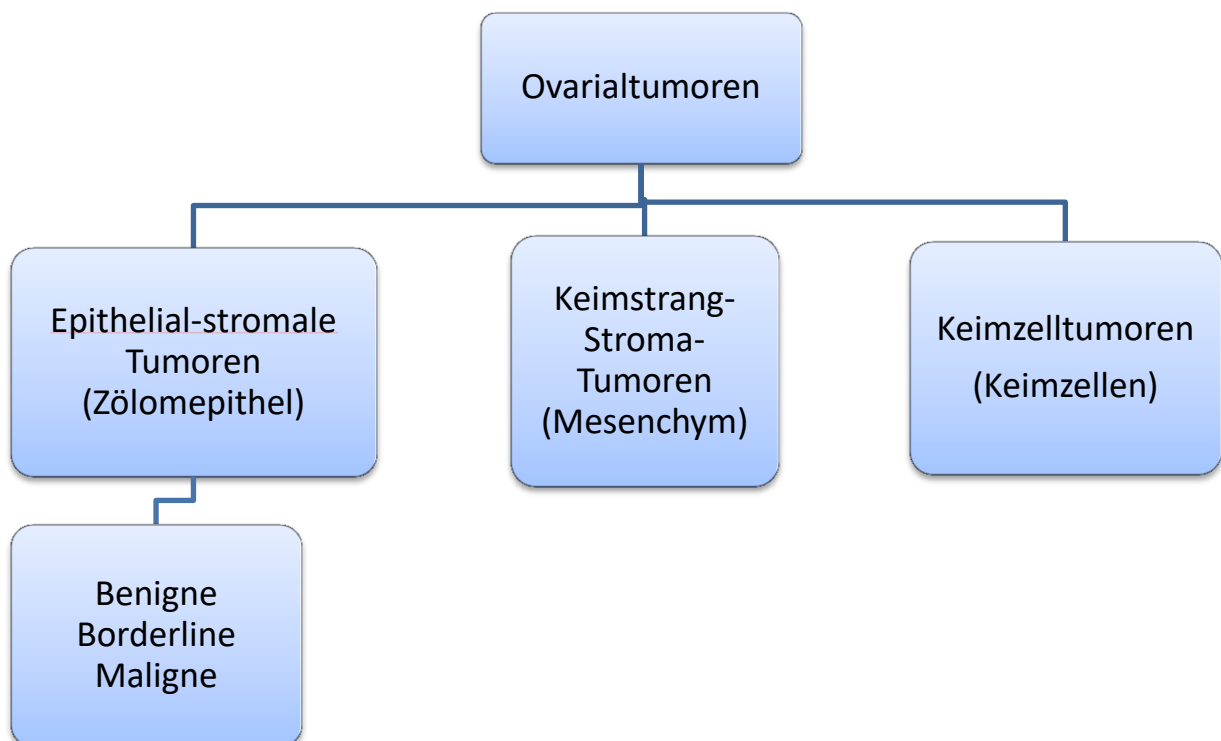 Ovarialtumoren
Epithelial-stromale
Tumoren
(Zölomepithel)
Keimstrang-
Stroma-
Tumoren
(Mesenchym)
Keimzelltumoren
(Keimzellen)
Benigne
Borderline
Maligne